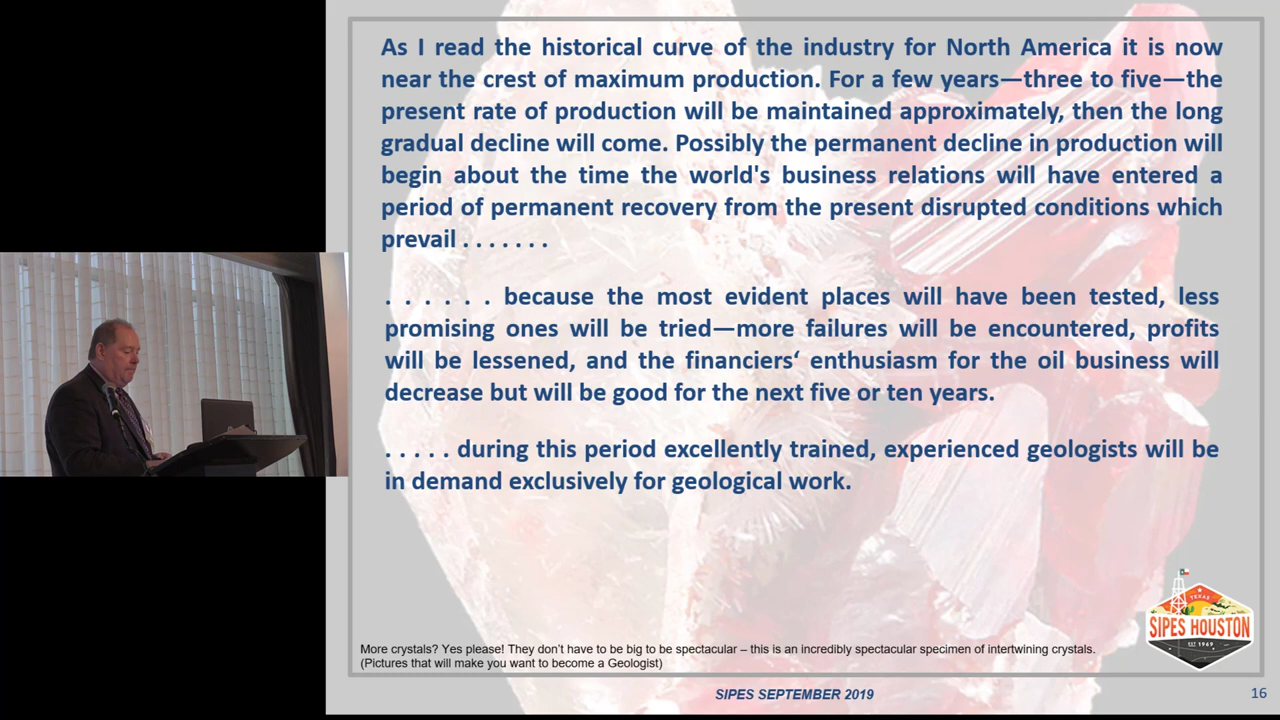 As I read the historical curve of the industry for North America it is now
near the crest of maximum production. For a few years—three to five—the
present rate of production will be maintained approximately, then the long
gradual decline will come. Possibly the permanent decline in production will
begin about the time the world's business relations will have entered a
period of permanent recovery from the present disrupted conditions which
prevail . . . . . . .
. . . . . . because the most evident places will have been tested, less
promising ones will be tried—more failures will be encountered, profits
will be lessened, and the financiers‘ enthusiasm for the oil business will
decrease but will be good for the next five or ten years.
. . . . . during this period excellently trained, experienced geologists will be
in demand exclusively for geological work.
TEXAS
SIPES HOUSTON
EST 1969
More crystals? Yes please! They don’t have to be big to be spectacular – this is an incredibly spectacular specimen of intertwining crystals.
(Pictures that will make you want to become a Geologist)
SIPES SEPTEMBER 2019
16